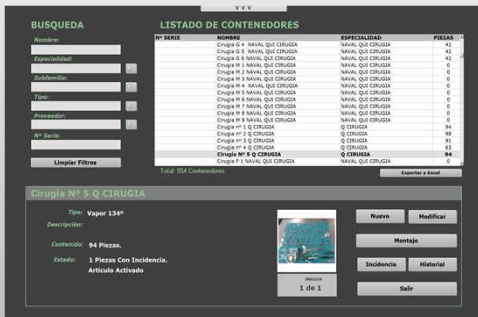 BUSQUEDA
Nombre:
Especialidad:
Subfamilia:
Tipo:
Proveedor:
Nº Serie:
Limpiar Filtros
LISTADO DE CONTENEDORES
Nº SERIE NOMBRE ESPECIALIDAD PIEZAS
Cirugia G 4 NAVAL QUI CIRUGIA NAVAL QUI CIRUGIA 42
Cirugia G 5 NAVAL QUI CIRUGIA NAVAL QUI CIRUGIA 42
Cirugia G 6 NAVAL QUI CIRUGIA NAVAL QUI CIRUGIA 42
Cirugia M 1 NAVAL QUI CIRUGIA NAVAL QUI CIRUGIA 0
Cirugia M 2 NAVAL QUI CIRUGIA NAVAL QUI CIRUGIA 0
Cirugia M 3 NAVAL QUI CIRUGIA NAVAL QUI CIRUGIA 0
Cirugia M 4 NAVAL QUI CIRUGIA NAVAL QUI CIRUGIA 0
Cirugia M 5 NAVAL QUI CIRUGIA NAVAL QUI CIRUGIA 0
Cirugia M 6 NAVAL QUI CIRUGIA NAVAL QUI CIRUGIA 0
Cirugia M 7 NAVAL QUI CIRUGIA NAVAL QUI CIRUGIA 0
Cirugia M 8 NAVAL QUI CIRUGIA NAVAL QUI CIRUGIA 0
Cirugia M 9 NAVAL QUI CIRUGIA NAVAL QUI CIRUGIA 0
Cirugia nº 1 Q CIRUGIA Q CIRUGIA 94
Cirugia nº 2 Q CIRUGIA Q CIRUGIA 98
Cirugia nº 3 Q CIRUGIA Q CIRUGIA 91
Cirugia nº 4 Q CIRUGIA Q CIRUGIA 63
Cirugia Nº 5 Q CIRUGIA Q CIRUGIA 94
Cirugia P 1 NAVAL QUI CIRUGIA NAVAL QUI CIRUGIA 0
Total: 554 Contenedores.
Exportar a Excel
Cirugia Nº 5 Q CIRUGIA
Tipo: Vapor 134º
Descripción:
Contenido: 94 Piezas.
Estado: 1 Piezas Con Incidencia.
Artículo Activado
IMAGEN
1 de 1
Nuevo
Modificar
Montaje
Incidencia
Historial
Salir